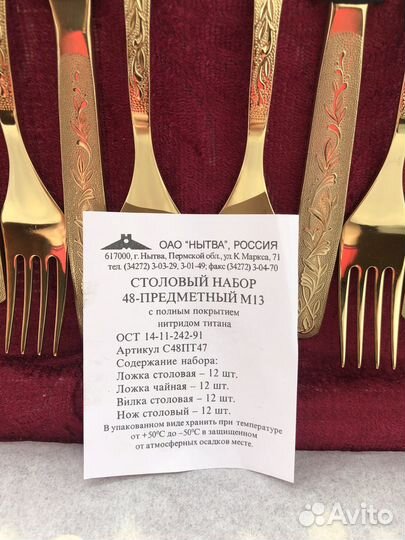 ОАО "НЫТВА", РОССИЯ
617000, г. Нытва, Пермской обл., ул К. Маркса, 71
тел. (34272) 3-03-29, 3-01-49; факс (34272) 3-04-70
СТОЛОВЫЙ НАБОР
48-ПРЕДМЕТНЫЙ М13
с полным покрытием
нитридом титана
ОСТ 14-11-242-91
Артикул С48ПТ47
Содержание набора:
Ложка столовая – 12 шт.
Ложка чайная – 12 шт.
Вилка столовая – 12 шт.
Нож столовый – 12 шт.
В упакованном виде хранить при температуре
от +50⁰С до –50⁰С в защищенном
от атмосферных осадков месте.
Avito